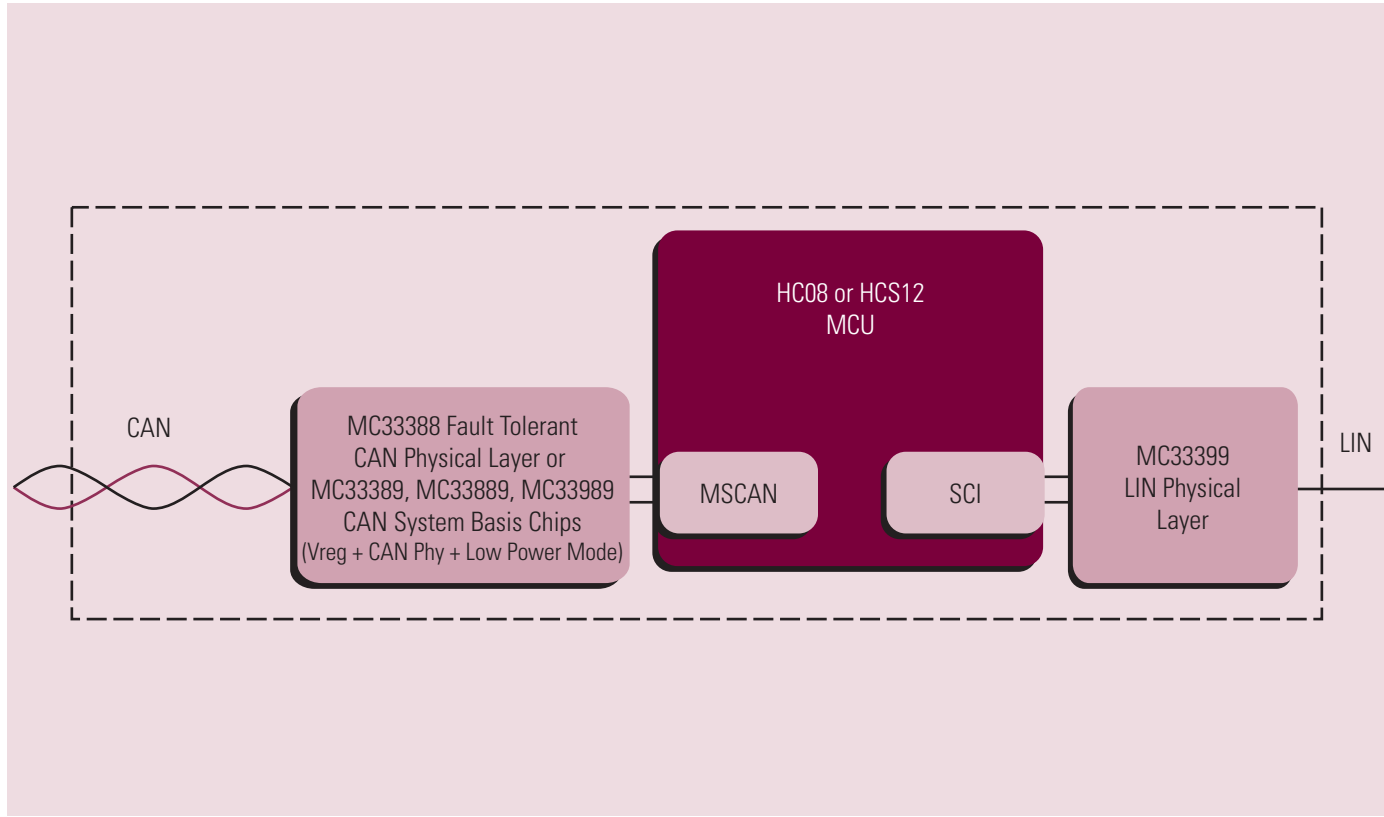 CAN
MC33388 Fault Tolerant
CAN Physical Layer or
MC33389, MC33889, MC33989
CAN System Basis Chips
(Vreg + CAN Phy + Low Power Mode)
HC08 or HCS12
MCU
MSCAN
SCI
MC33399
LIN Physical
Layer
LIN